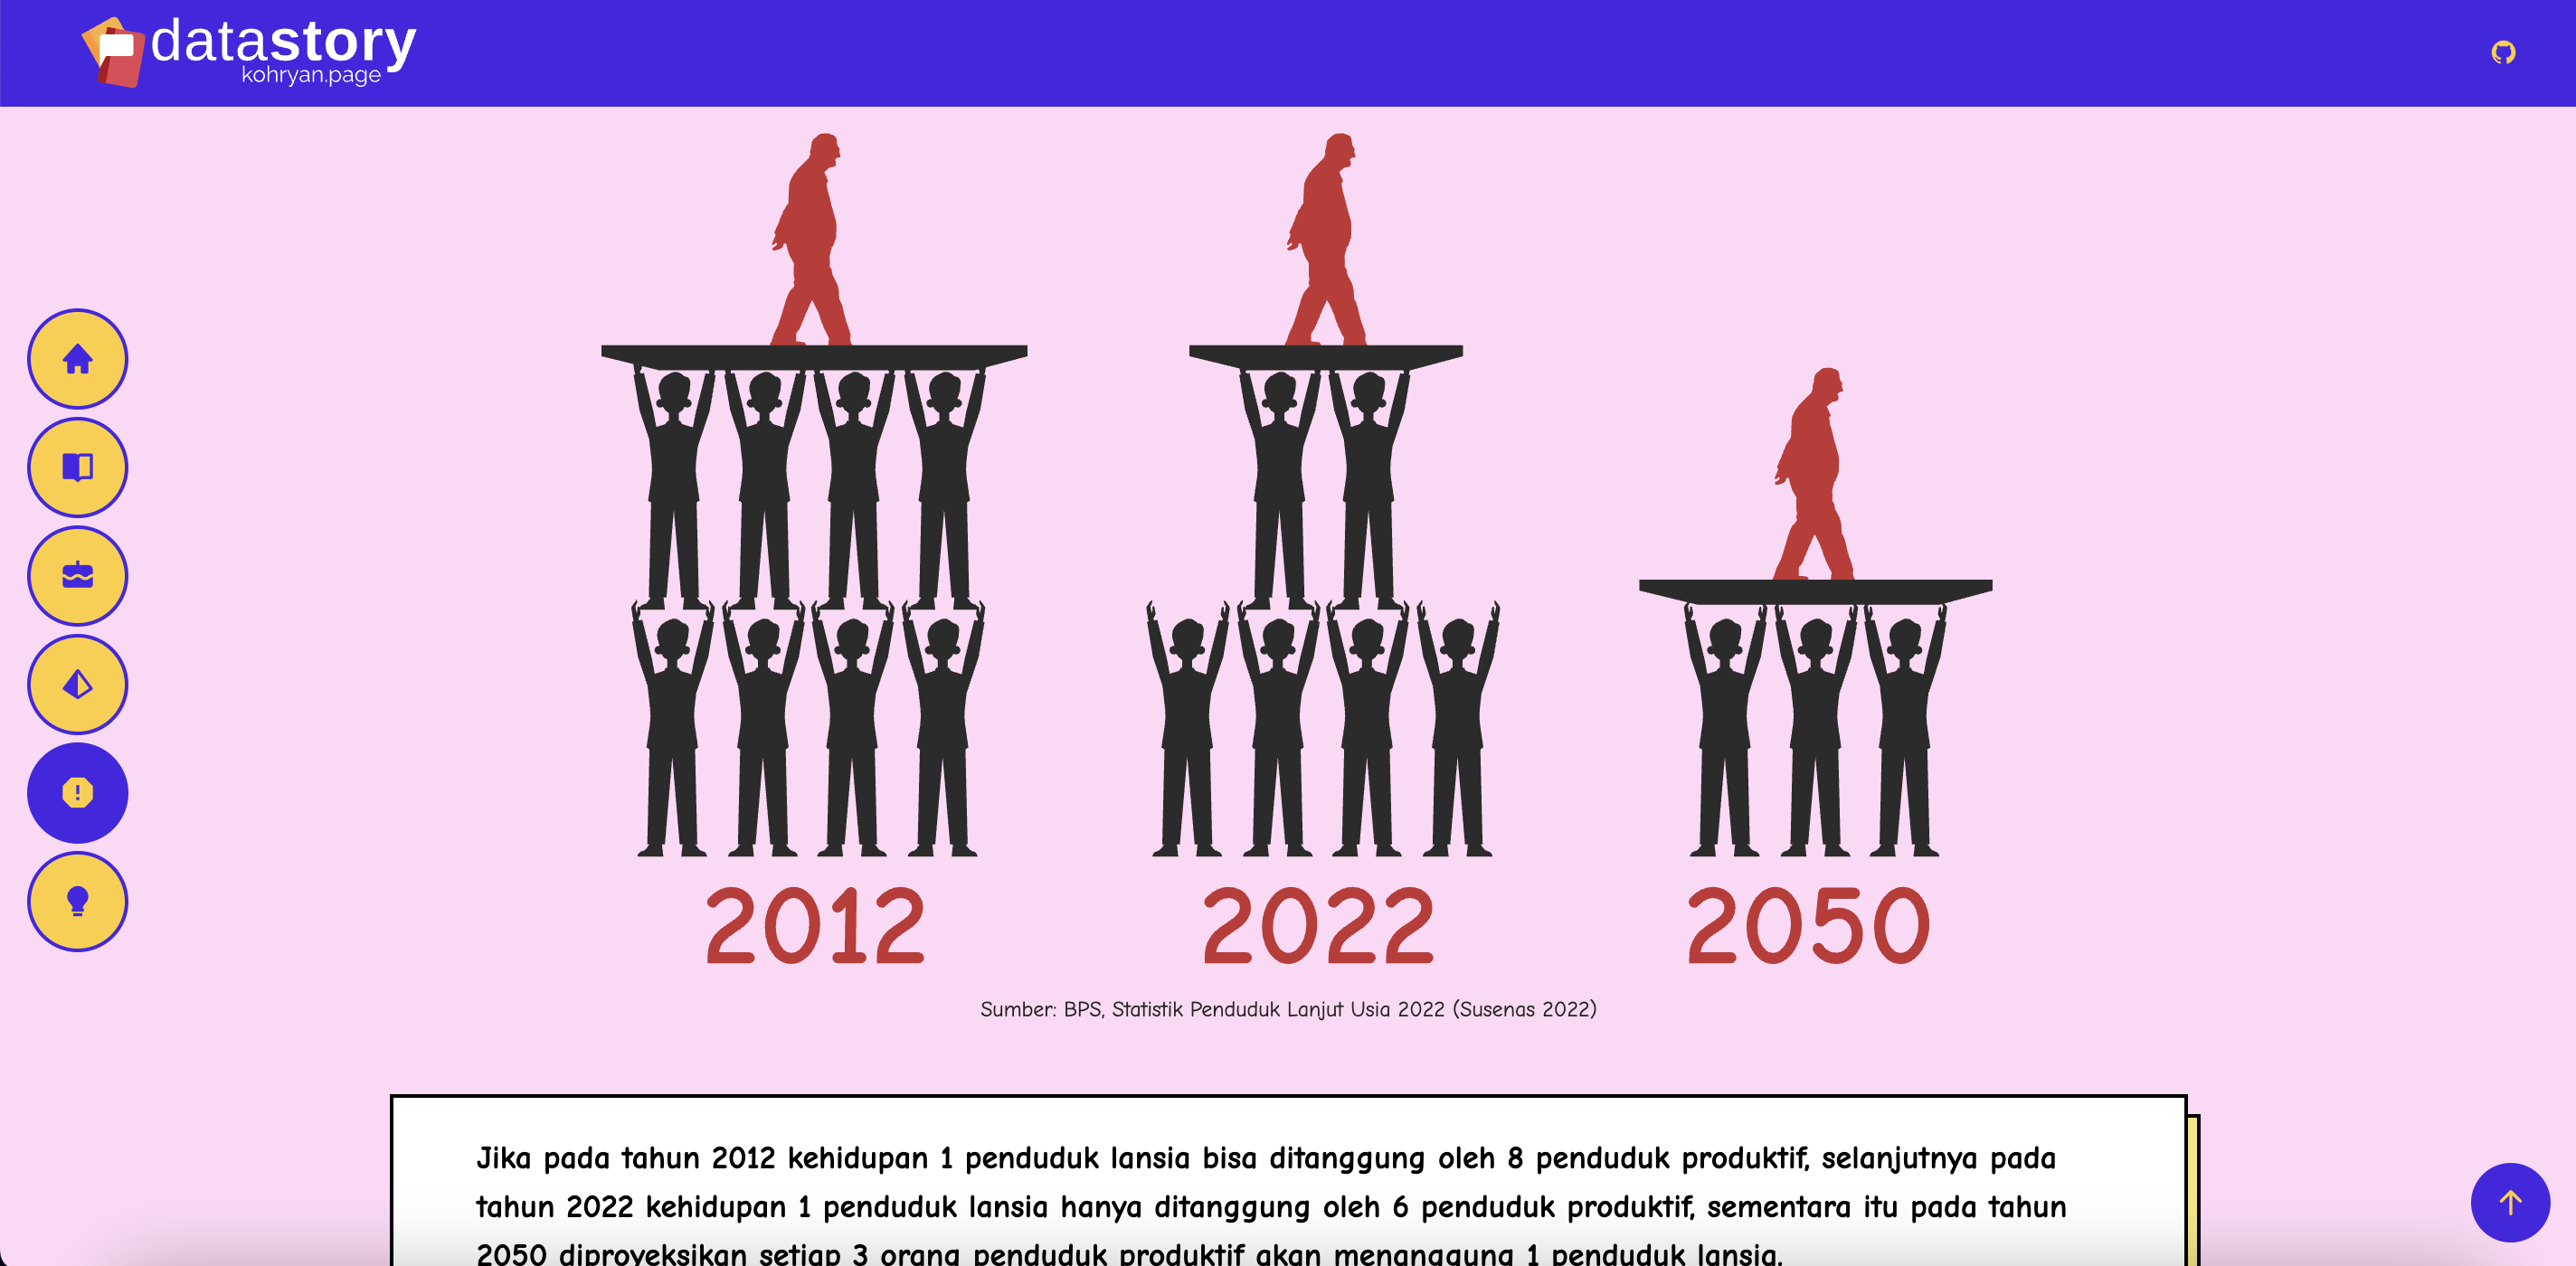 datastory
kohryan.page
2012 2022 2050
Sumber: BPS, Statistik Penduduk Lanjut Usia 2022 (Susenas 2022)
Jika pada tahun 2012 kehidupan 1 penduduk lansia bisa ditanggung oleh 8 penduduk produktif, selanjutnya pada
tahun 2022 kehidupan 1 penduduk lansia hanya ditanggung oleh 6 penduduk produktif, sementara itu pada tahun
2050 diproyeksikan setiap 3 orang penduduk produktif akan menanggung 1 penduduk lansia.